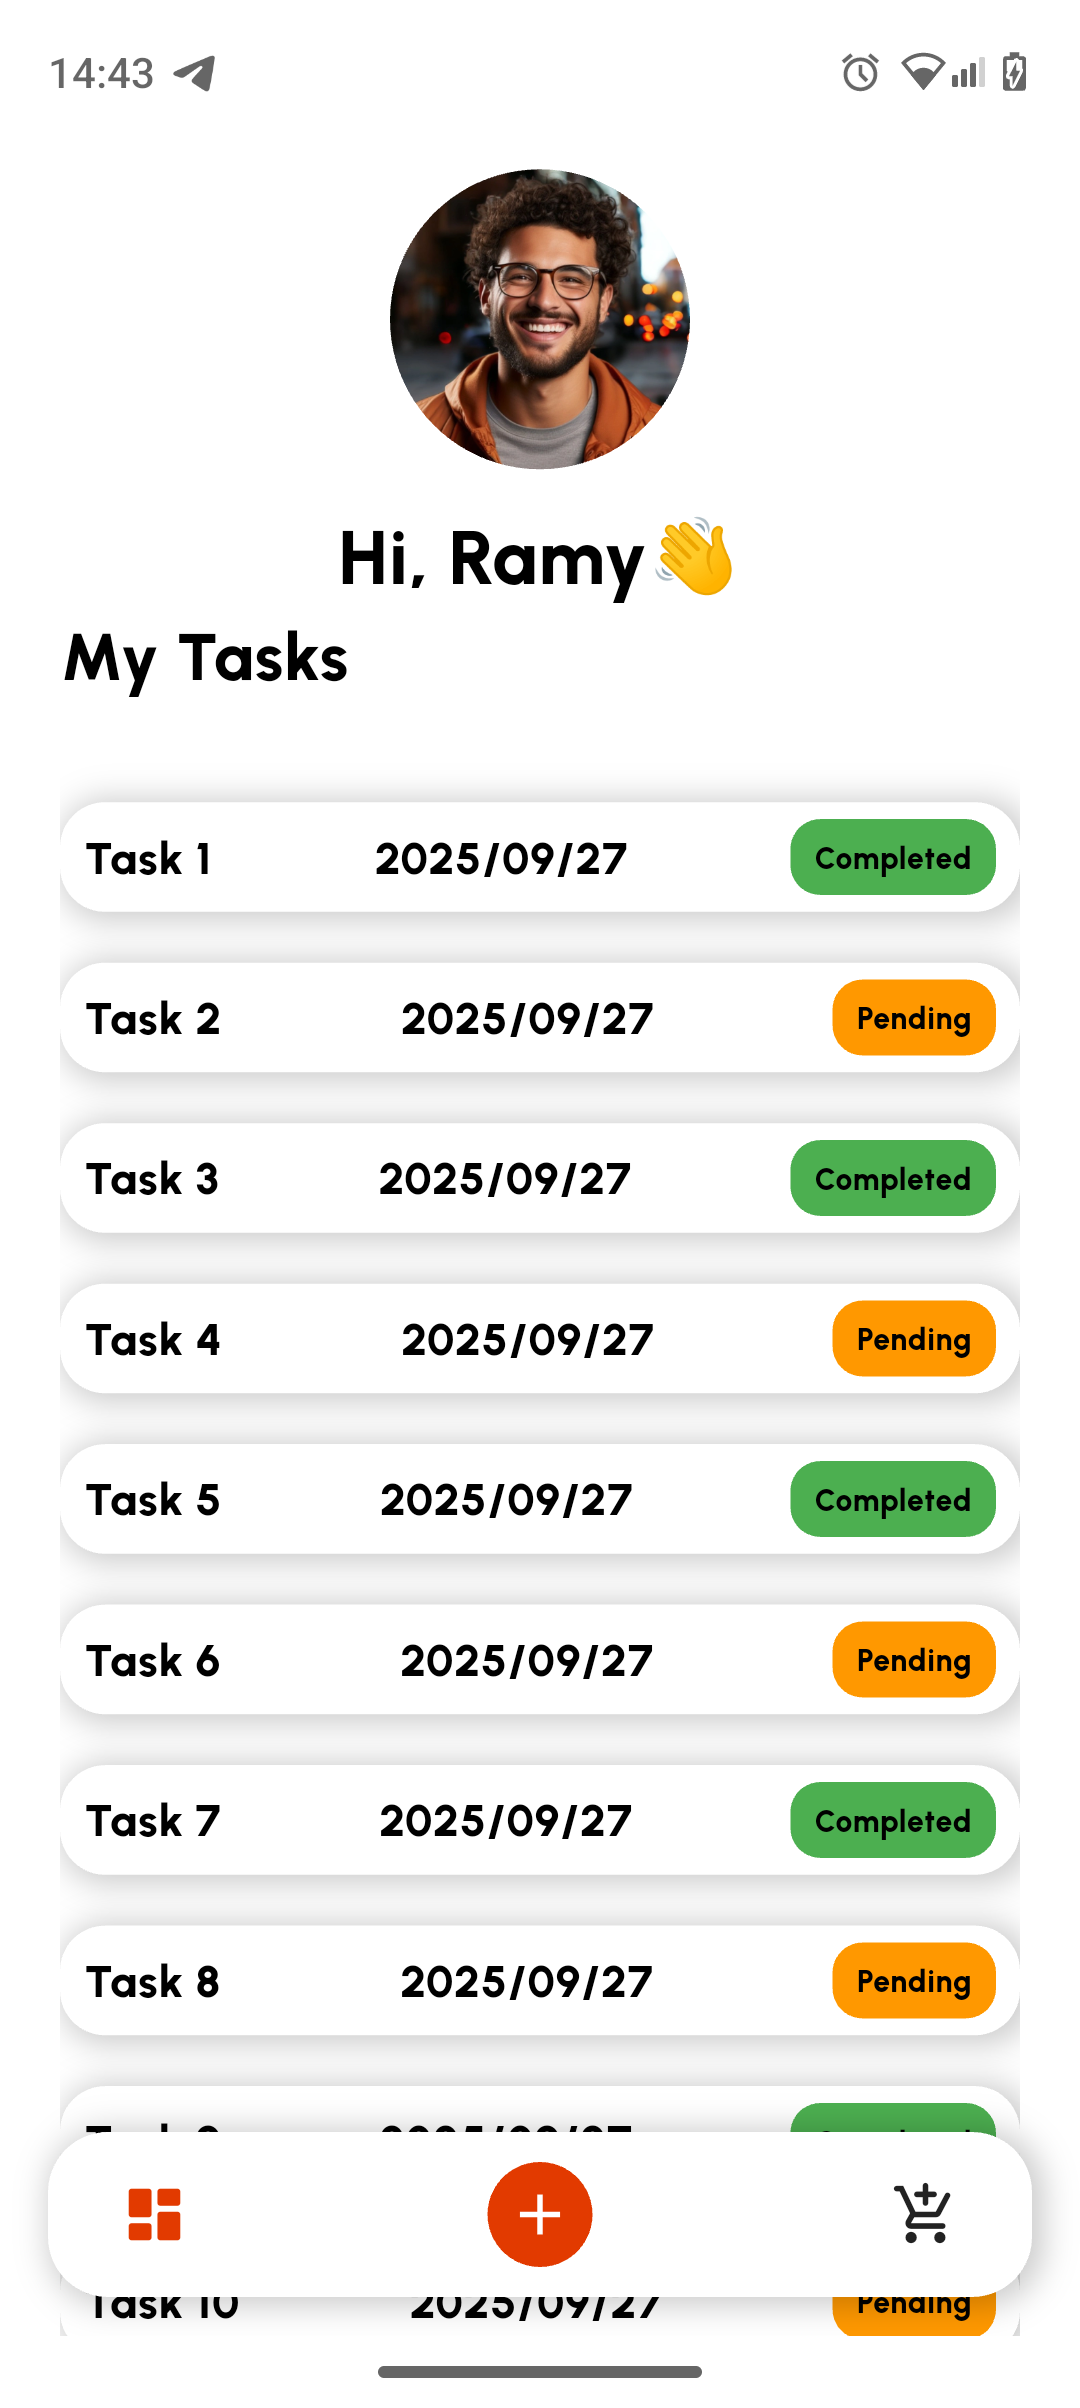 14:43
Hi, Ramy👋
My Tasks
Task 1 2025/09/27 Completed
Task 2 2025/09/27 Pending
Task 3 2025/09/27 Completed
Task 4 2025/09/27 Pending
Task 5 2025/09/27 Completed
Task 6 2025/09/27 Pending
Task 7 2025/09/27 Completed
Task 8 2025/09/27 Pending
Task 10 2025/09/27 Pending